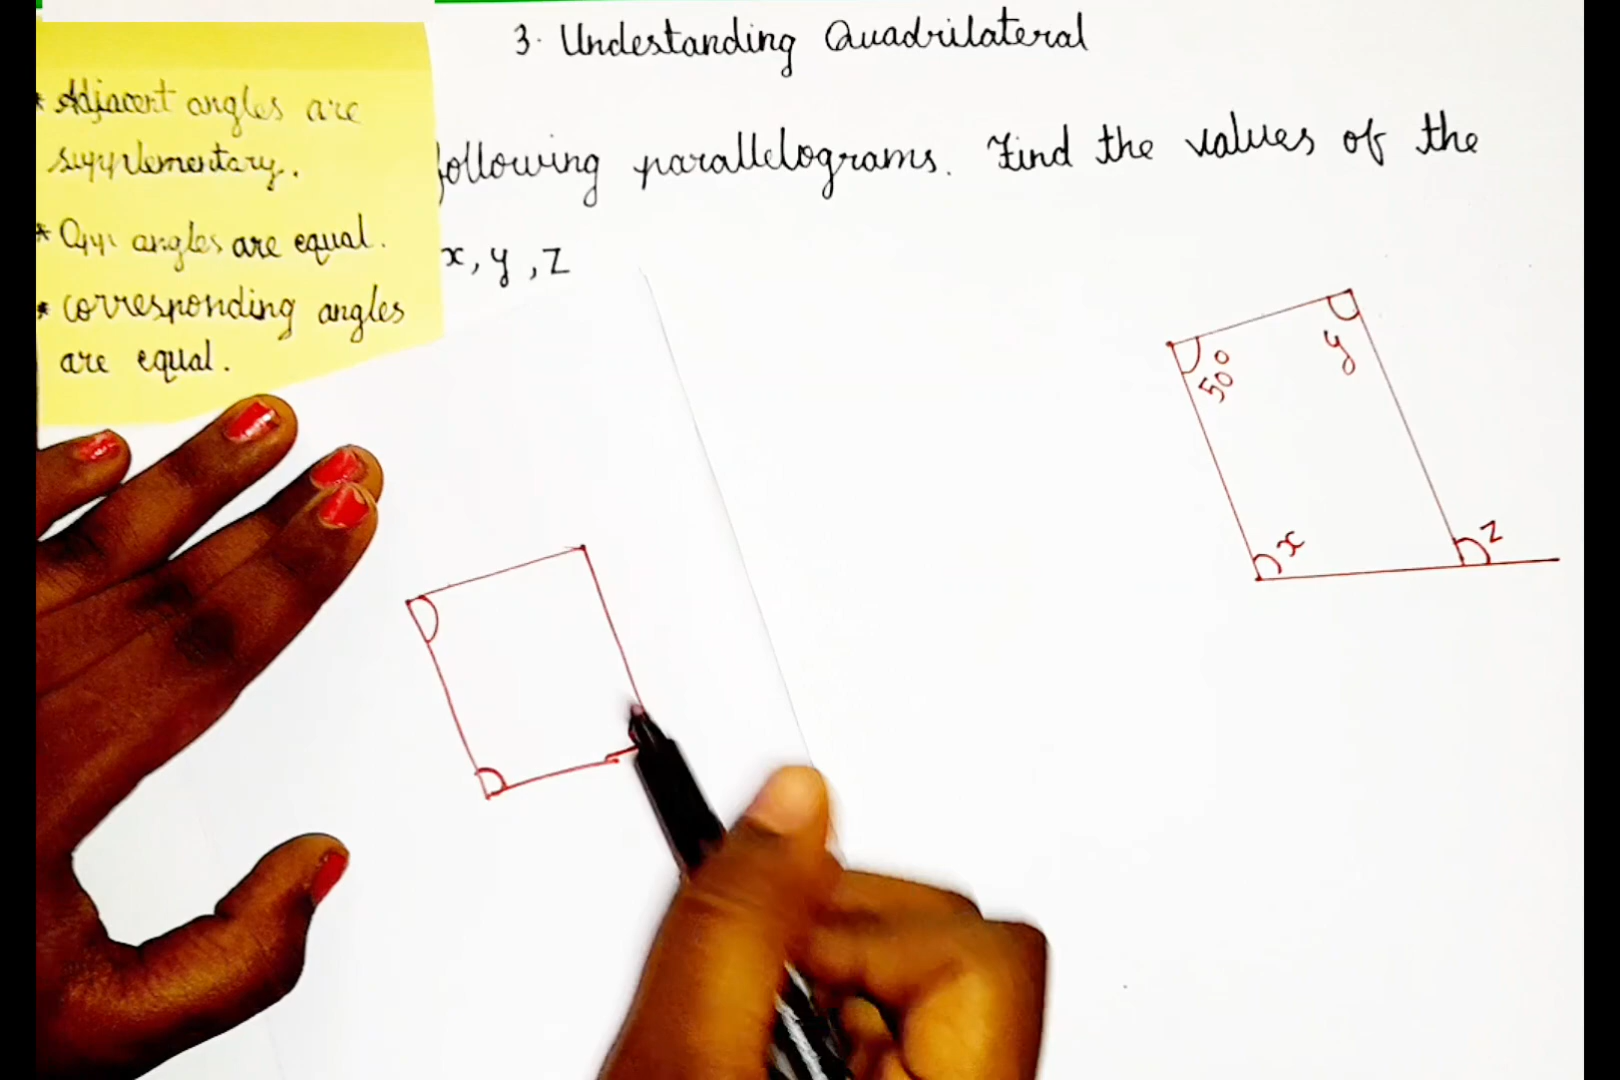 3. Undestanding Quadrilateral
* Adjacent angles are
supplementary.
* Opp angles are equal.
* corresponding angles
are equal.
following parallelograms. Find the values of the
x, y, z
50°
y
x
z